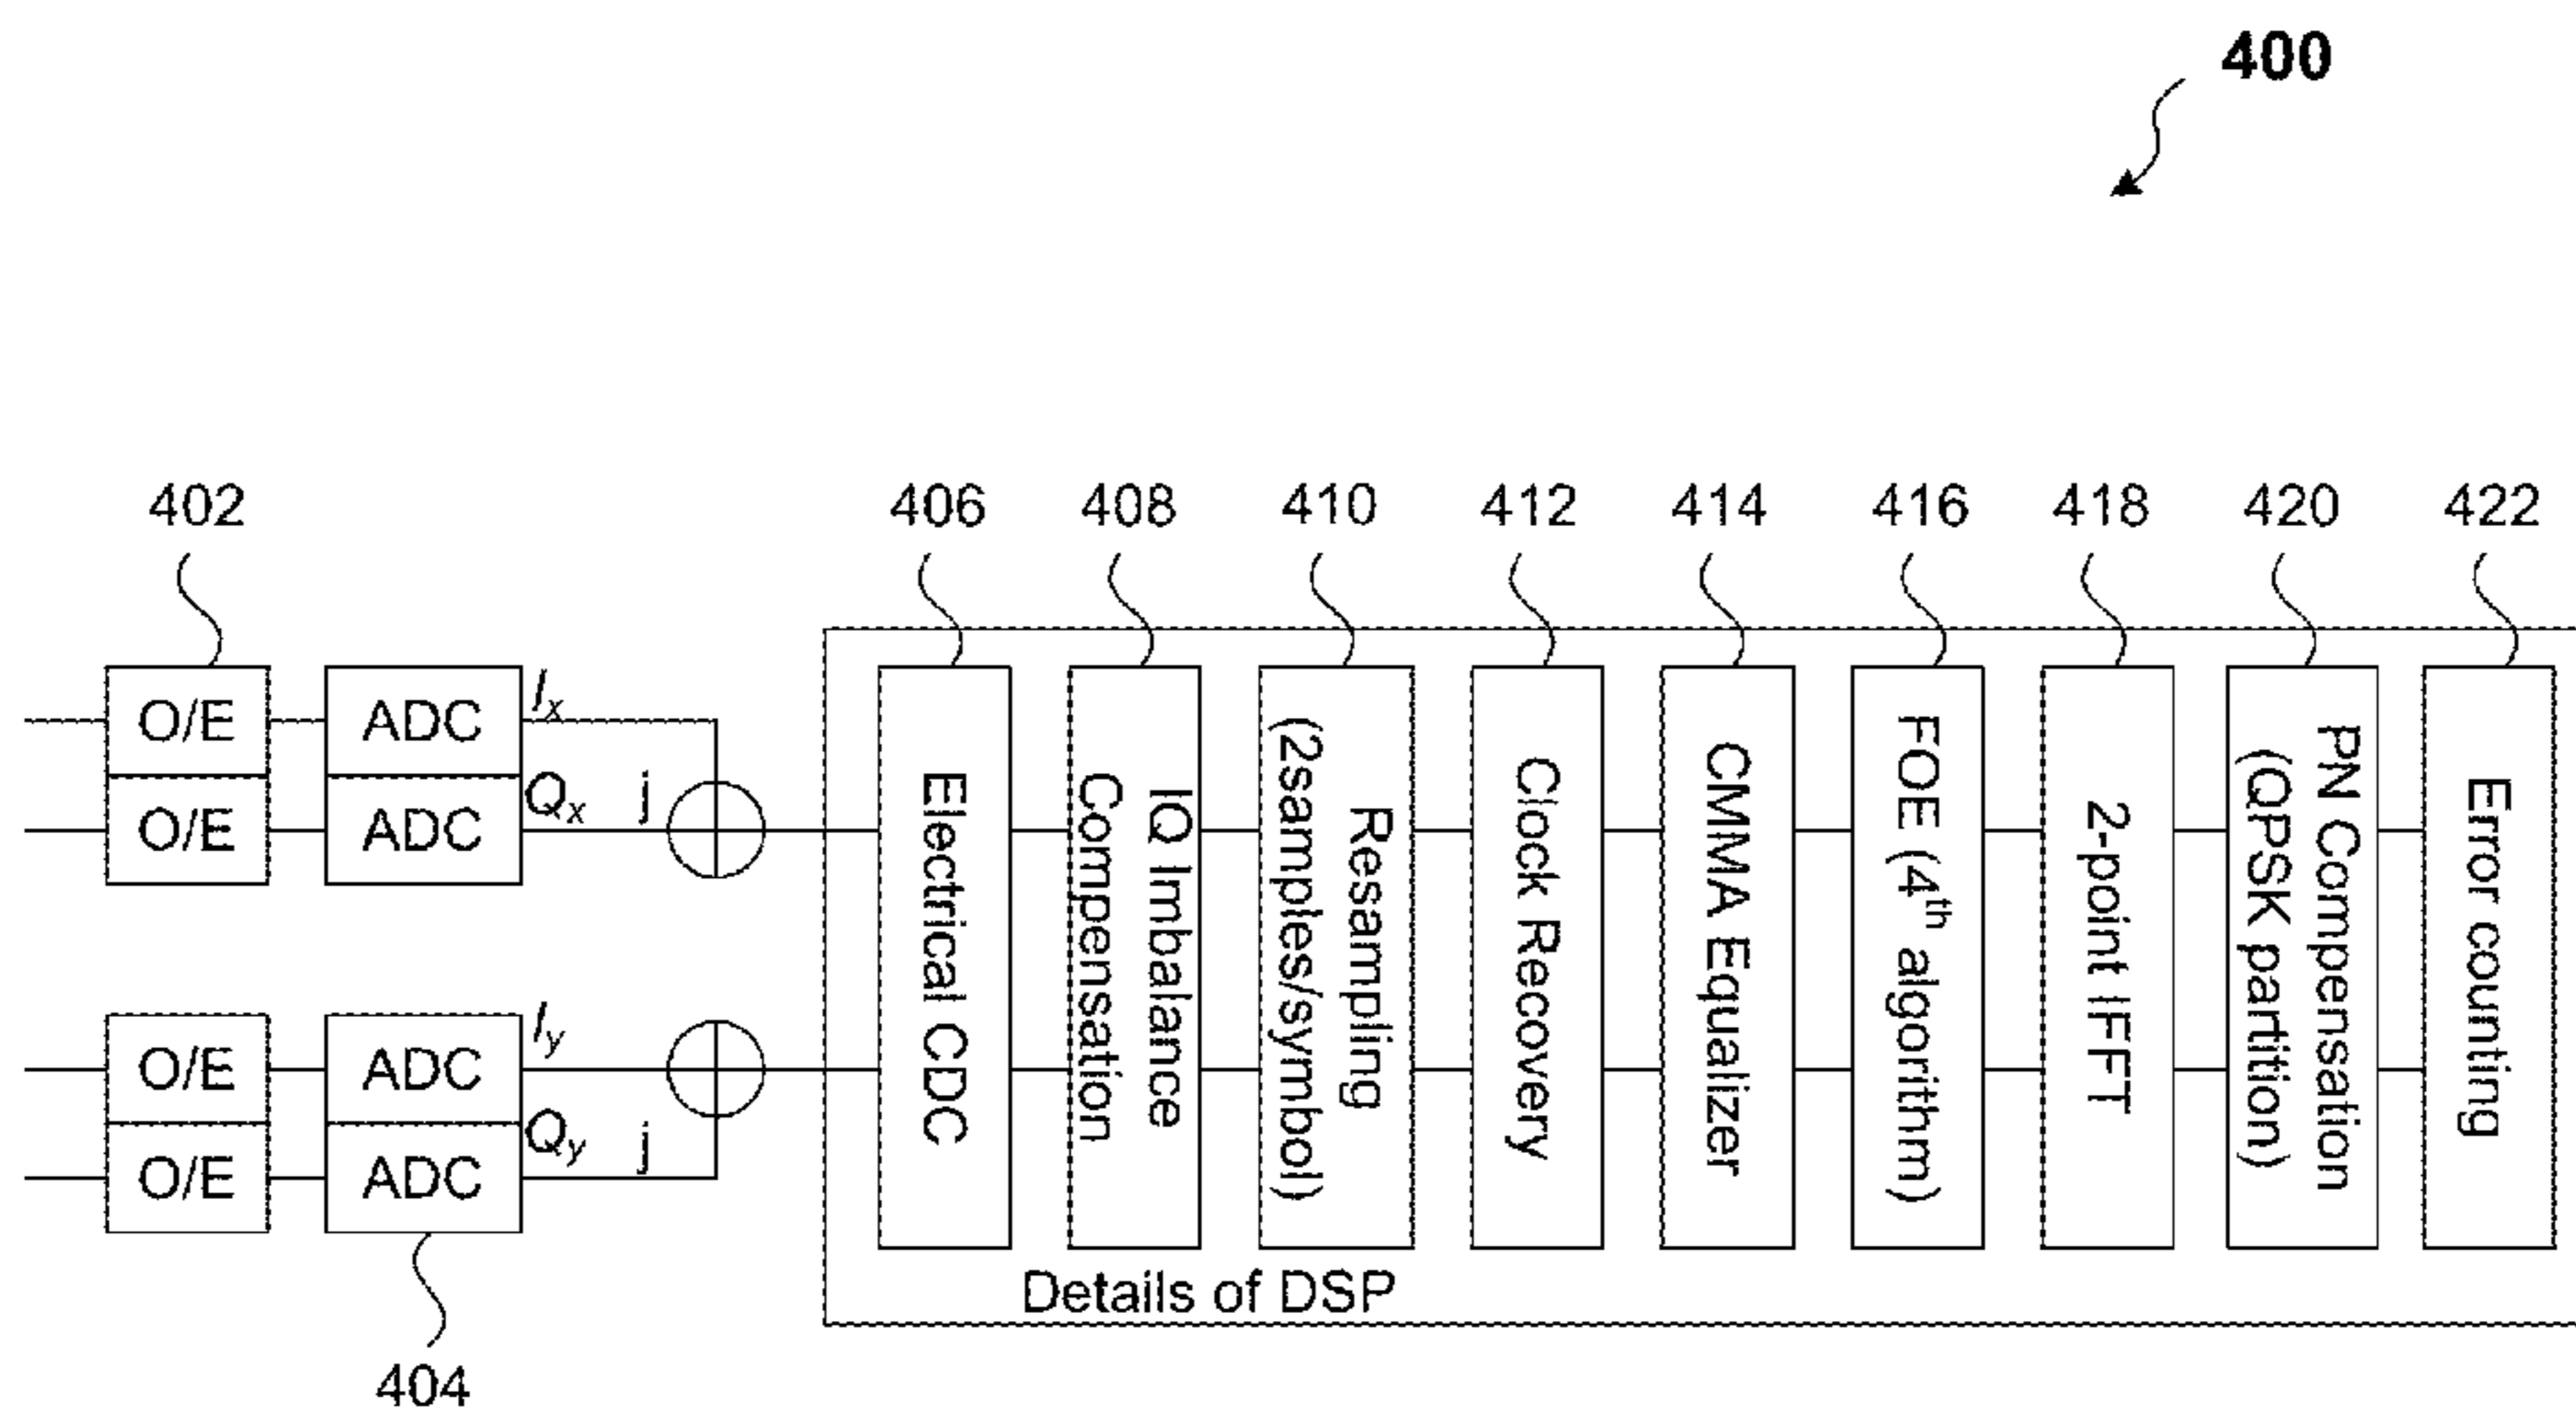 400
402
406
408
410
412
414
416
418
420
422
O/E
ADC
Ix
O/E
ADC
Qx
j
O/E
ADC
Iy
O/E
ADC
Qy
j
Electrical CDC
IQ Imbalance
Compensation
Resampling
(2samples/symbol)
Clock Recovery
CMMA Equalizer
FOE (4th algorithm)
2-point IFFT
PN Compensation
(QPSK partition)
Error counting
Details of DSP
404